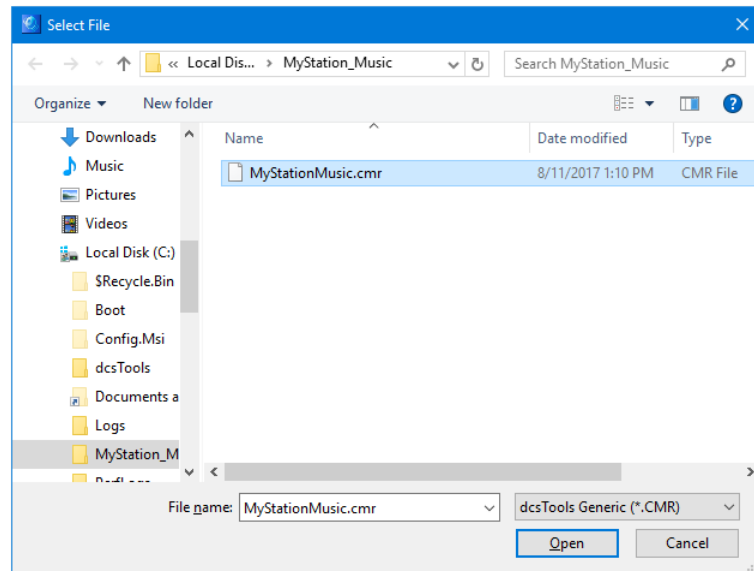 Select File
« Local Dis... › MyStation_Music
Search MyStation_Music
Organize
New folder
Name
Date modified
Type
MyStationMusic.cmr
8/11/2017 1:10 PM
CMR File
Downloads
Music
Pictures
Videos
Local Disk (C:)
$Recycle.Bin
Boot
Config.Msi
dcsTools
Documents a
Logs
MyStation_M
File name: MyStationMusic.cmr
dcsTools Generic (*.CMR)
Open
Cancel